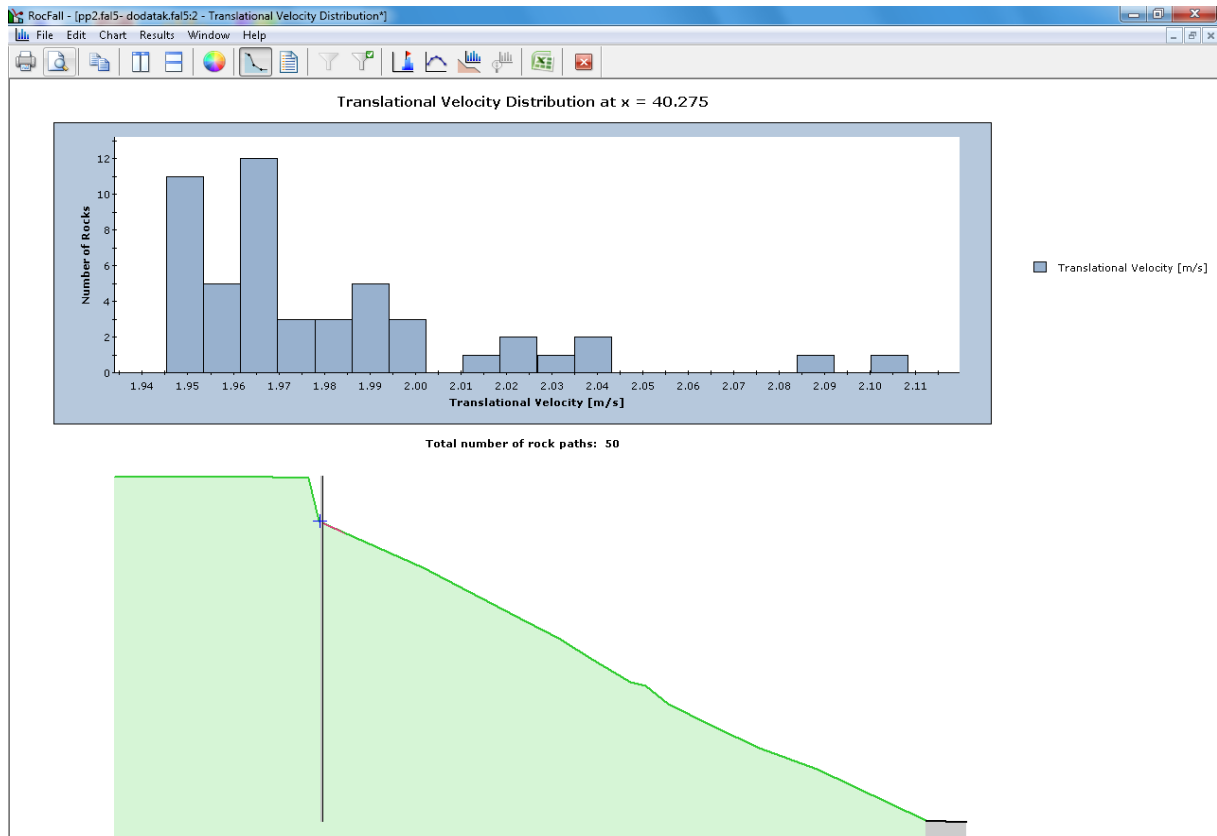 RocFall - [pp2.fal5- dodatak.fal5:2 - Translational Velocity Distribution*]
File Edit Chart Results Window Help
Translational Velocity Distribution at x = 40.275
12
10
8
6
4
2
0
Number of Rocks
1.94 1.95 1.96 1.97 1.98 1.99 2.00 2.01 2.02 2.03 2.04 2.05 2.06 2.07 2.08 2.09 2.10 2.11
Translational Velocity [m/s]
Translational Velocity [m/s]
Total number of rock paths: 50